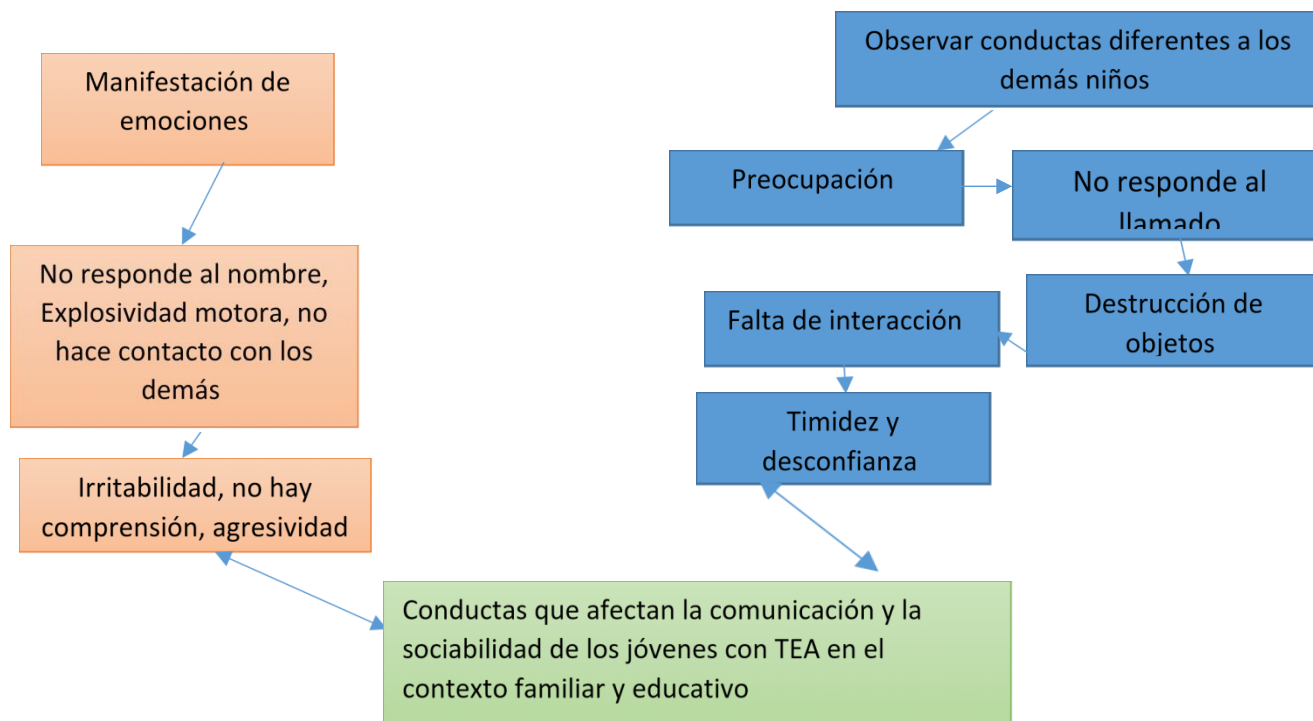 Manifestación de
emociones
No responde al nombre,
Explosividad motora, no
hace contacto con los
demás
Irritabilidad, no hay
comprensión, agresividad
Observar conductas diferentes a los
demás niños
Preocupación
No responde al
llamado
Destrucción de
objetos
Falta de interacción
Timidez y
desconfianza
Conductas que afectan la comunicación y la
sociabilidad de los jóvenes con TEA en el
contexto familiar y educativo